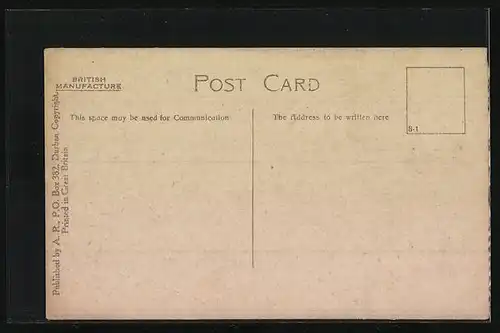 BRITISH
MANUFACTURE
POST CARD
This space may be used for Communication
The Address to be written here
8-1
Published by A. R., P.O. Box 382, Durban, Copyright.
Printed in Great Britain